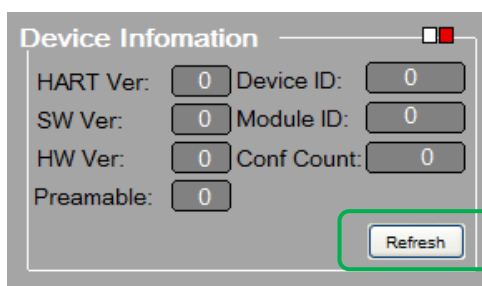 Device Infomation
HART Ver: 0 Device ID: 0
SW Ver: 0 Module ID: 0
HW Ver: 0 Conf Count: 0
Preamable: 0
Refresh